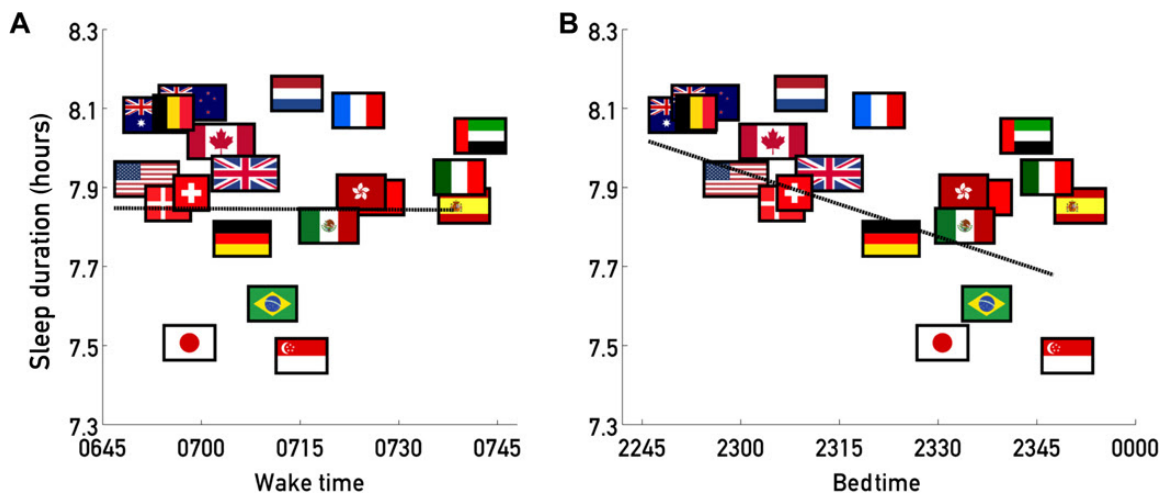 A
8.3
8.1
7.9
7.7
7.5
7.3
Sleep duration (hours)
0645 0700 0715 0730 0745
Wake time
B
8.3
8.1
7.9
7.7
7.5
7.3
2245 2300 2315 2330 2345 0000
Bedtime